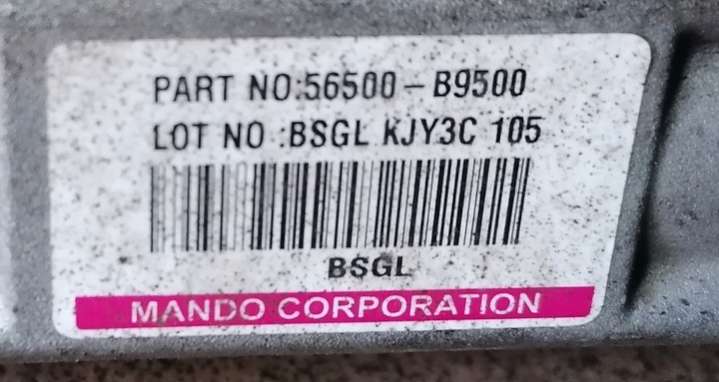 PART NO:56500-B9500
LOT NO :BSGL KJY3C 105
BSGL
MANDO CORPORATION